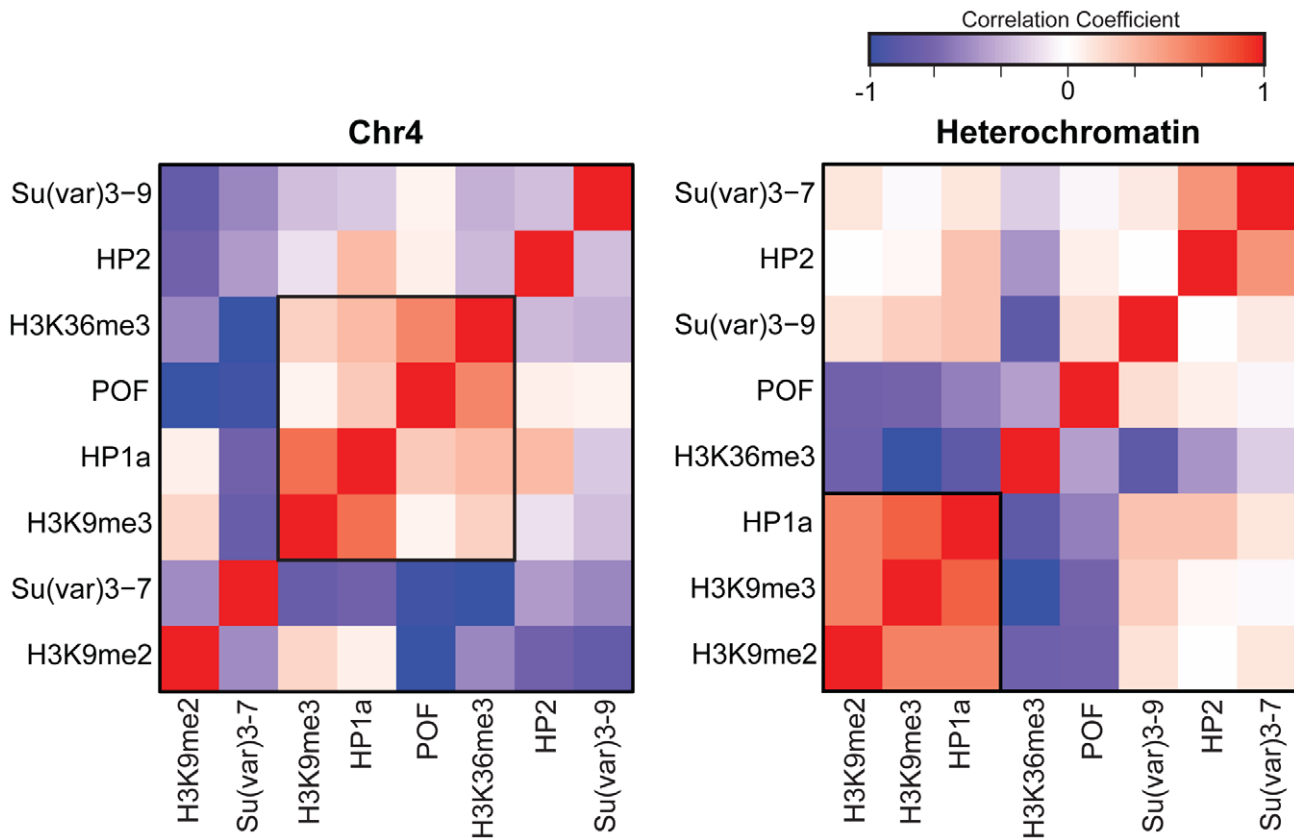 Correlation Coefficient
-1 0 1
Chr4
Su(var)3−9
HP2
H3K36me3
POF
HP1a
H3K9me3
Su(var)3−7
H3K9me2
H3K9me2
Su(var)3-7
H3K9me3
HP1a
POF
H3K36me3
HP2
Su(var)3-9
Heterochromatin
Su(var)3−7
HP2
Su(var)3−9
POF
H3K36me3
HP1a
H3K9me3
H3K9me2
H3K9me2
H3K9me3
HP1a
H3K36me3
POF
Su(var)3-9
HP2
Su(var)3-7